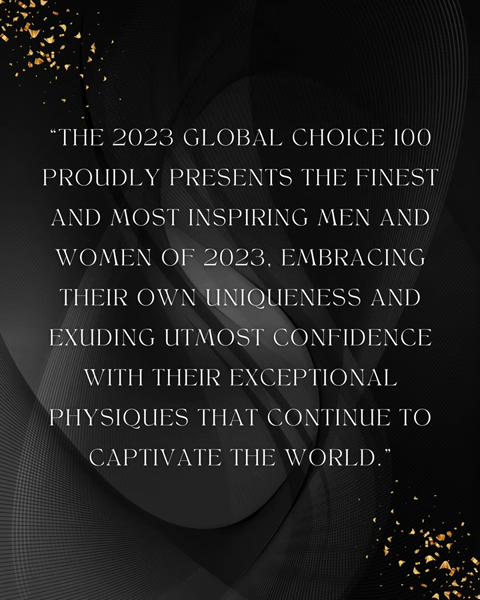 “THE 2023 GLOBAL CHOICE 100
PROUDLY PRESENTS THE FINEST
AND MOST INSPIRING MEN AND
WOMEN OF 2023, EMBRACING
THEIR OWN UNIQUENESS AND
EXUDING UTMOST CONFIDENCE
WITH THEIR EXCEPTIONAL
PHYSIQUES THAT CONTINUE TO
CAPTIVATE THE WORLD.”